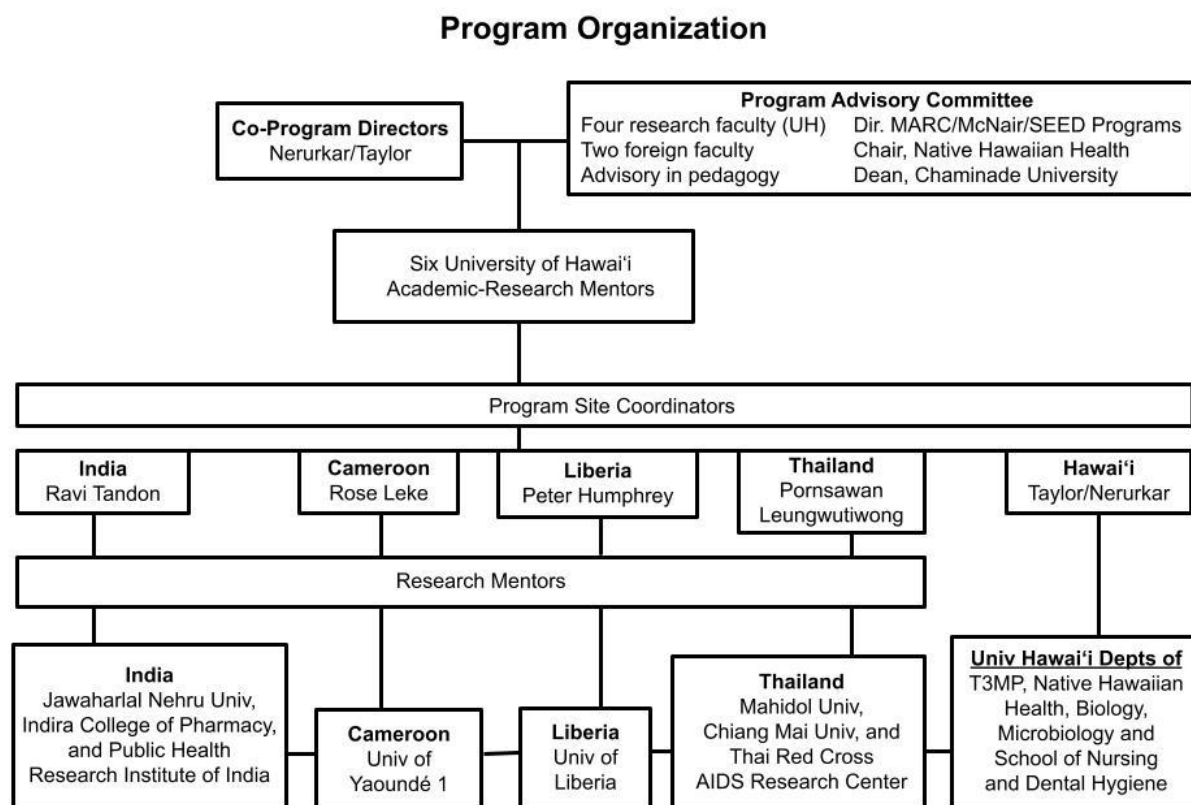 Program Organization
Co-Program Directors
Nerurkar/Taylor
Program Advisory Committee
Four research faculty (UH)
Two foreign faculty
Advisory in pedagogy
Dir. MARC/McNair/SEED Programs
Chair, Native Hawaiian Health
Dean, Chaminade University
Six University of Hawaiʻi
Academic-Research Mentors
Program Site Coordinators
India
Ravi Tandon
Cameroon
Rose Leke
Liberia
Peter Humphrey
Thailand
Pornsawan
Leungwutiwong
Hawaiʻi
Taylor/Nerurkar
Research Mentors
India
Jawaharlal Nehru Univ,
Indira College of Pharmacy,
and Public Health
Research Institute of India
Cameroon
Univ of
Yaoundé 1
Liberia
Univ of
Liberia
Thailand
Mahidol Univ,
Chiang Mai Univ, and
Thai Red Cross
AIDS Research Center
Univ Hawaiʻi Depts of
T3MP, Native Hawaiian
Health, Biology,
Microbiology and
School of Nursing
and Dental Hygiene